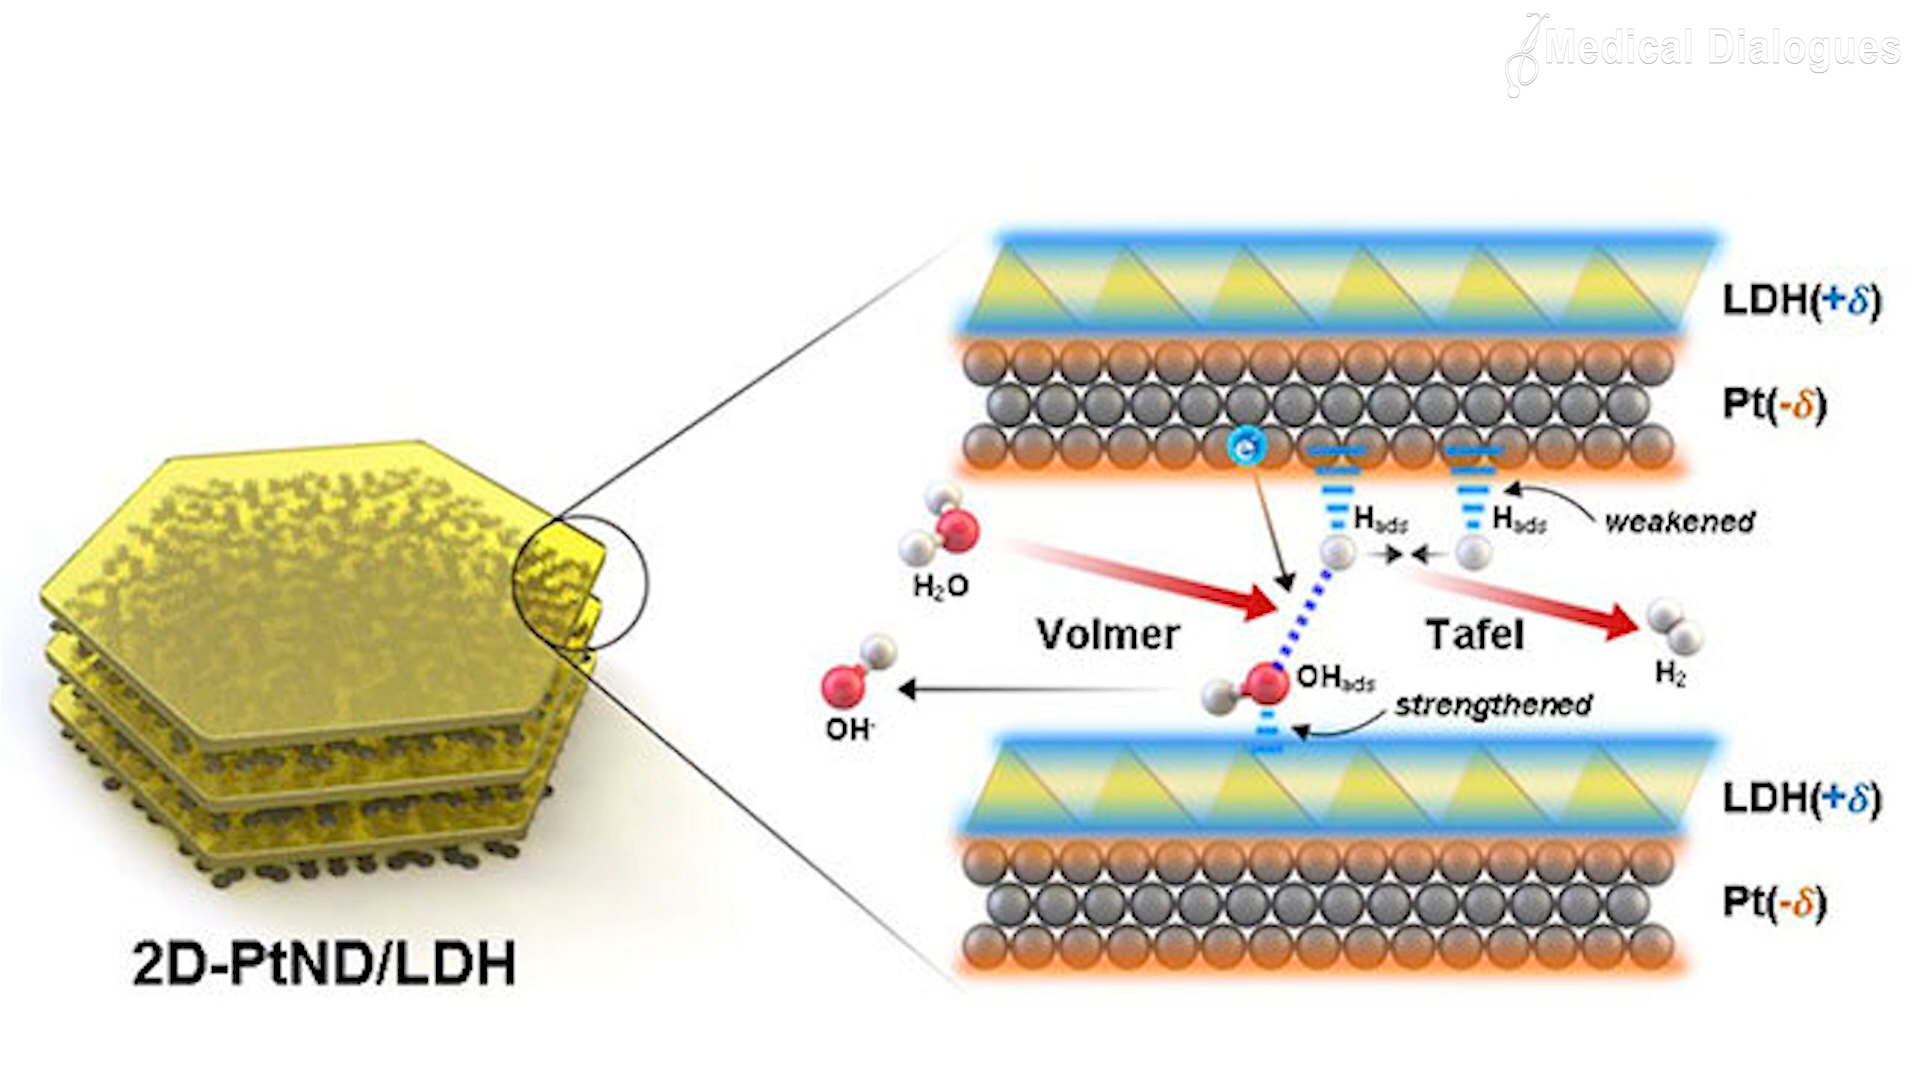 Medical Dialogues
LDH(+δ)
Pt(-δ)
e
Hads
Hads
weakened
H2O
Volmer
Tafel
H2
OHads
strengthened
OH-
LDH(+δ)
Pt(-δ)
2D-PtND/LDH